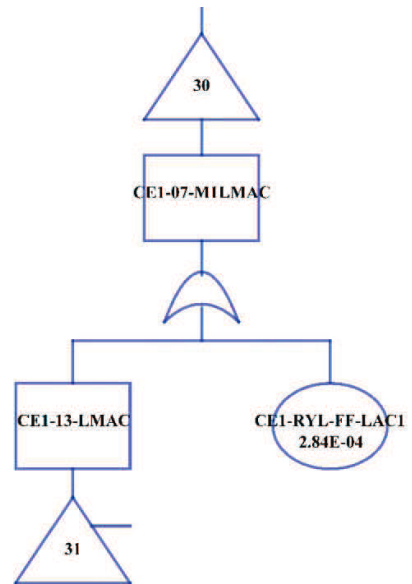 30
CE1-07-M1LMAC
CE1-13-LMAC
CE1-RYL-FF-LAC1
2.84E-04
31